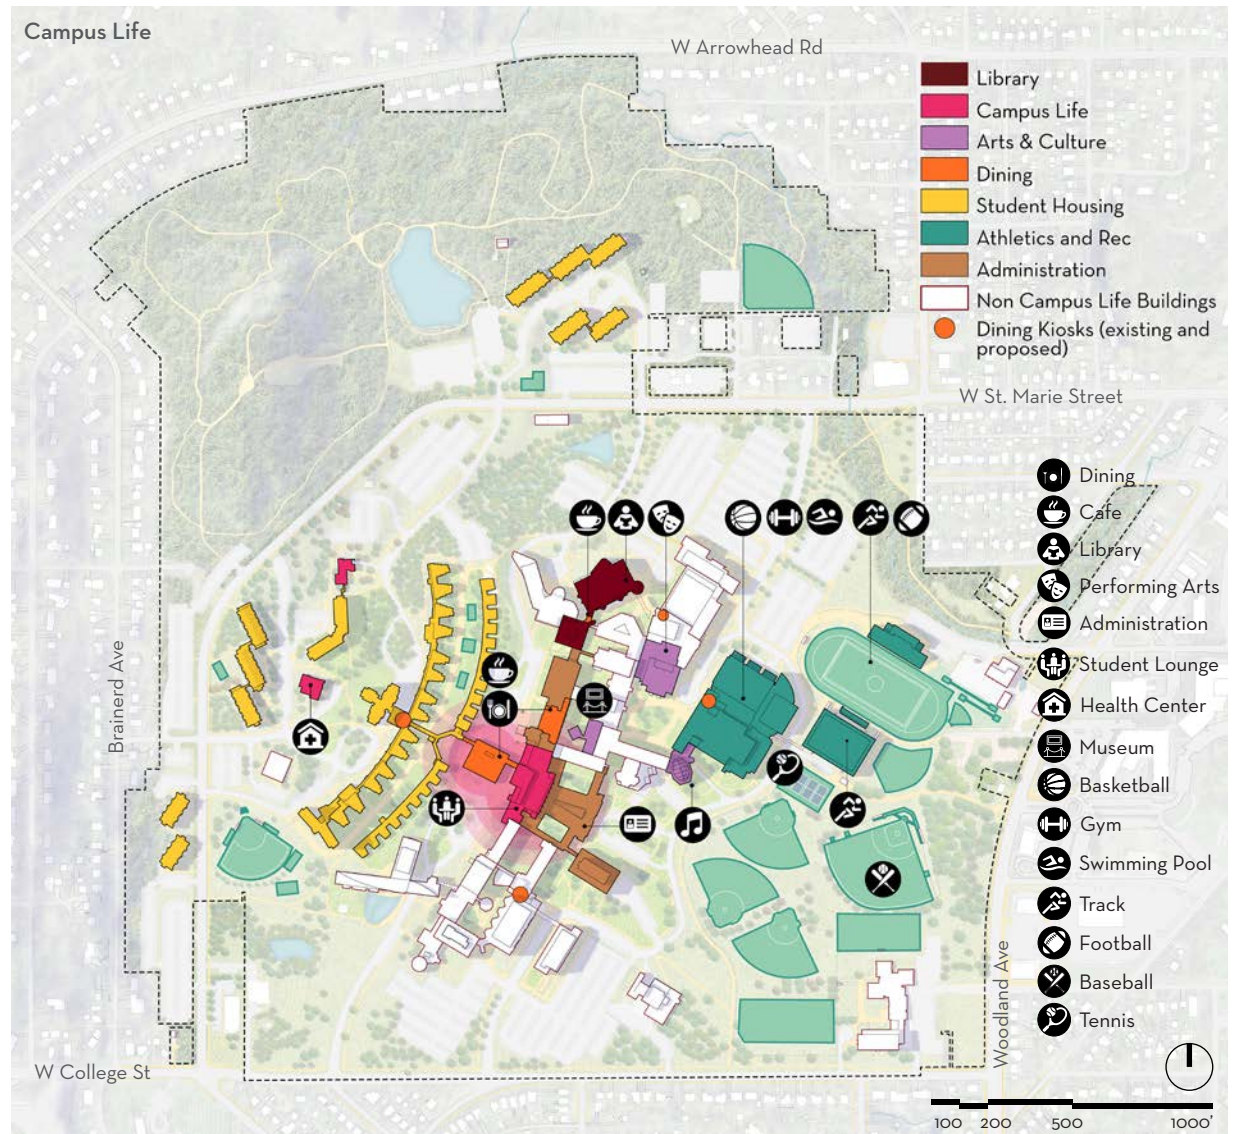 Campus Life
W Arrowhead Rd
Library
Campus Life
Arts & Culture
Dining
Student Housing
Athletics and Rec
Administration
Non Campus Life Buildings
Dining Kiosks (existing and
proposed)
W St. Marie Street
Dining
Cafe
Library
Performing Arts
Administration
Student Lounge
Health Center
Museum
Basketball
Gym
Swimming Pool
Track
Football
Baseball
Tennis
Brainerd Ave
Woodland Ave
W College St
100 200 500 1000'